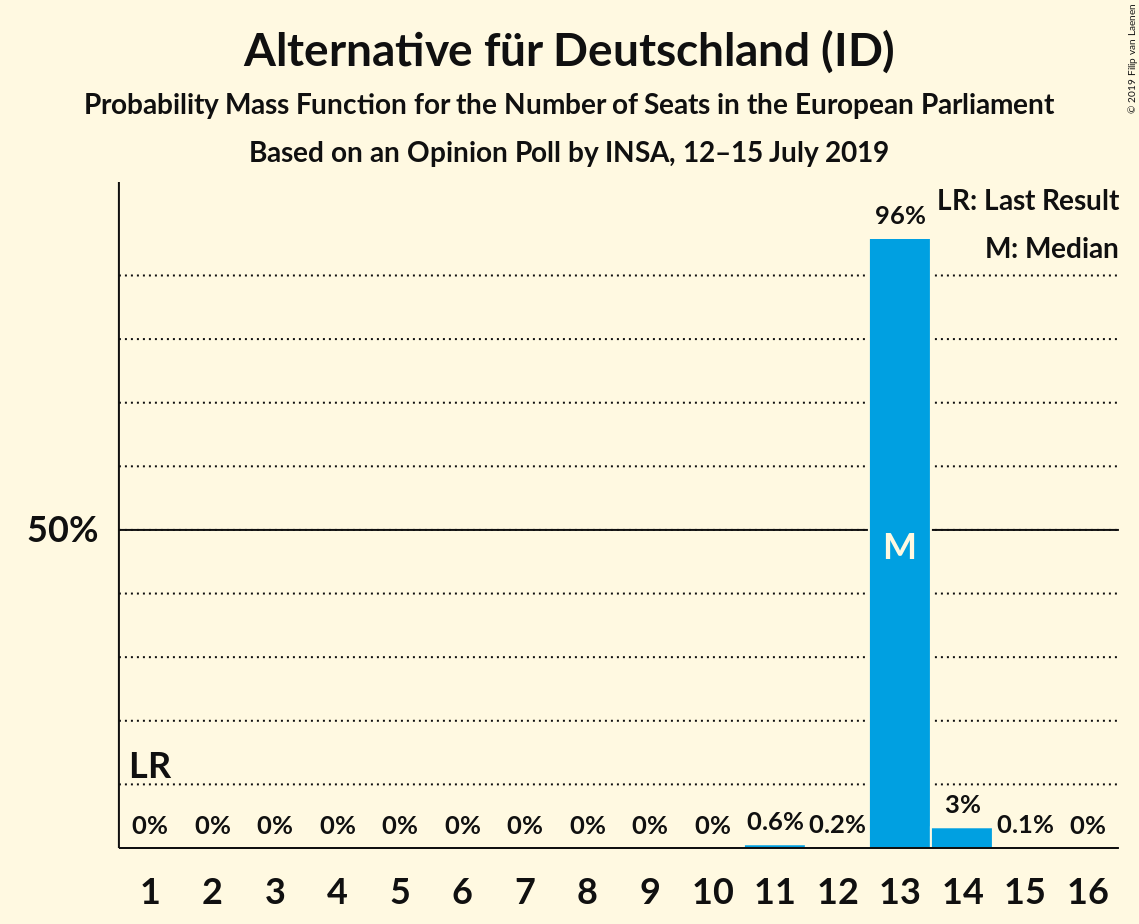 Alternative für Deutschland (ID)
Probability Mass Function for the Number of Seats in the European Parliament
Based on an Opinion Poll by INSA, 12–15 July 2019
© 2019 Filip van Laenen
LR: Last Result
M: Median
96%
50%
M
LR
0% 0% 0% 0% 0% 0% 0% 0% 0% 0% 0.6% 0.2% 3% 0.1% 0%
1 2 3 4 5 6 7 8 9 10 11 12 13 14 15 16